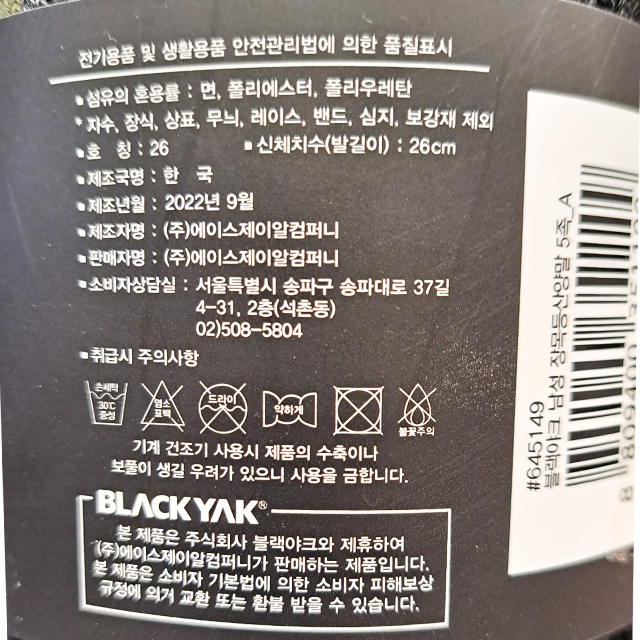 전기용품 및 생활용품 안전관리법에 의한 품질표시
▪섬유의 혼용률 : 면, 폴리에스터, 폴리우레탄
* 자수, 장식, 상표, 무늬, 레이스, 밴드, 심지, 보강재 제외
▪호 칭 : 26 ▪신체치수(발길이) : 26cm
▪제조국명 : 한 국
▪제조년월 : 2022년 9월
▪제조자명 : (주)에이스제이알컴퍼니
▪판매자명 : (주)에이스제이알컴퍼니
▪소비자상담실 : 서울특별시 송파구 송파대로 37길
4-31, 2층(석촌동)
02)508-5804
▪취급시 주의사항
손세탁
30℃
중성
염소
표백
드라이
약하게
불꽃주의
기계 건조기 사용시 제품의 수축이나
보풀이 생길 우려가 있으니 사용을 금합니다.
BLACKYAK®
본 제품은 주식회사 블랙야크와 제휴하여
(주)에이스제이알컴퍼니가 판매하는 제품입니다.
본 제품은 소비자 기본법에 의한 소비자 피해보상
규정에 의거 교환 또는 환불 받을 수 있습니다.
#645149
블랙야크 남성 장목등산양말 5족_A
8 809400